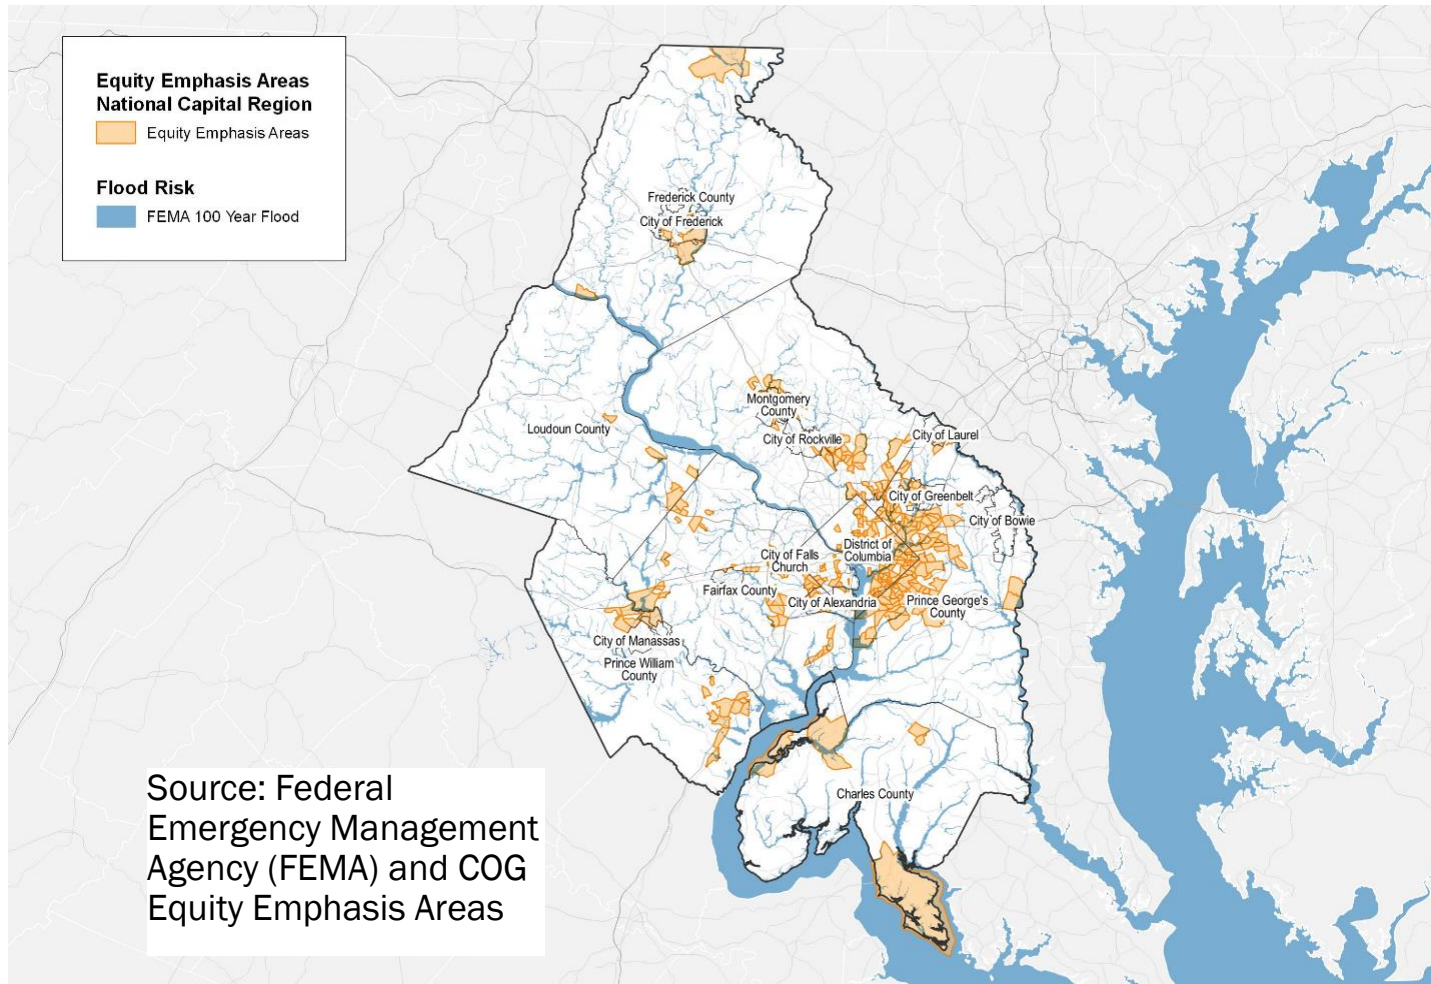 Equity Emphasis Areas
National Capital Region
Equity Emphasis Areas
Flood Risk
FEMA 100 Year Flood
Frederick County
City of Frederick
Montgomery
County
Loudoun County
City of Rockville
City of Laurel
City of Greenbelt
City of Bowie
District of
Columbia
City of Falls
Church
Fairfax County
City of Alexandria
Prince George's
County
City of Manassas
Prince William
County
Charles County
Source: Federal
Emergency Management
Agency (FEMA) and COG
Equity Emphasis Areas